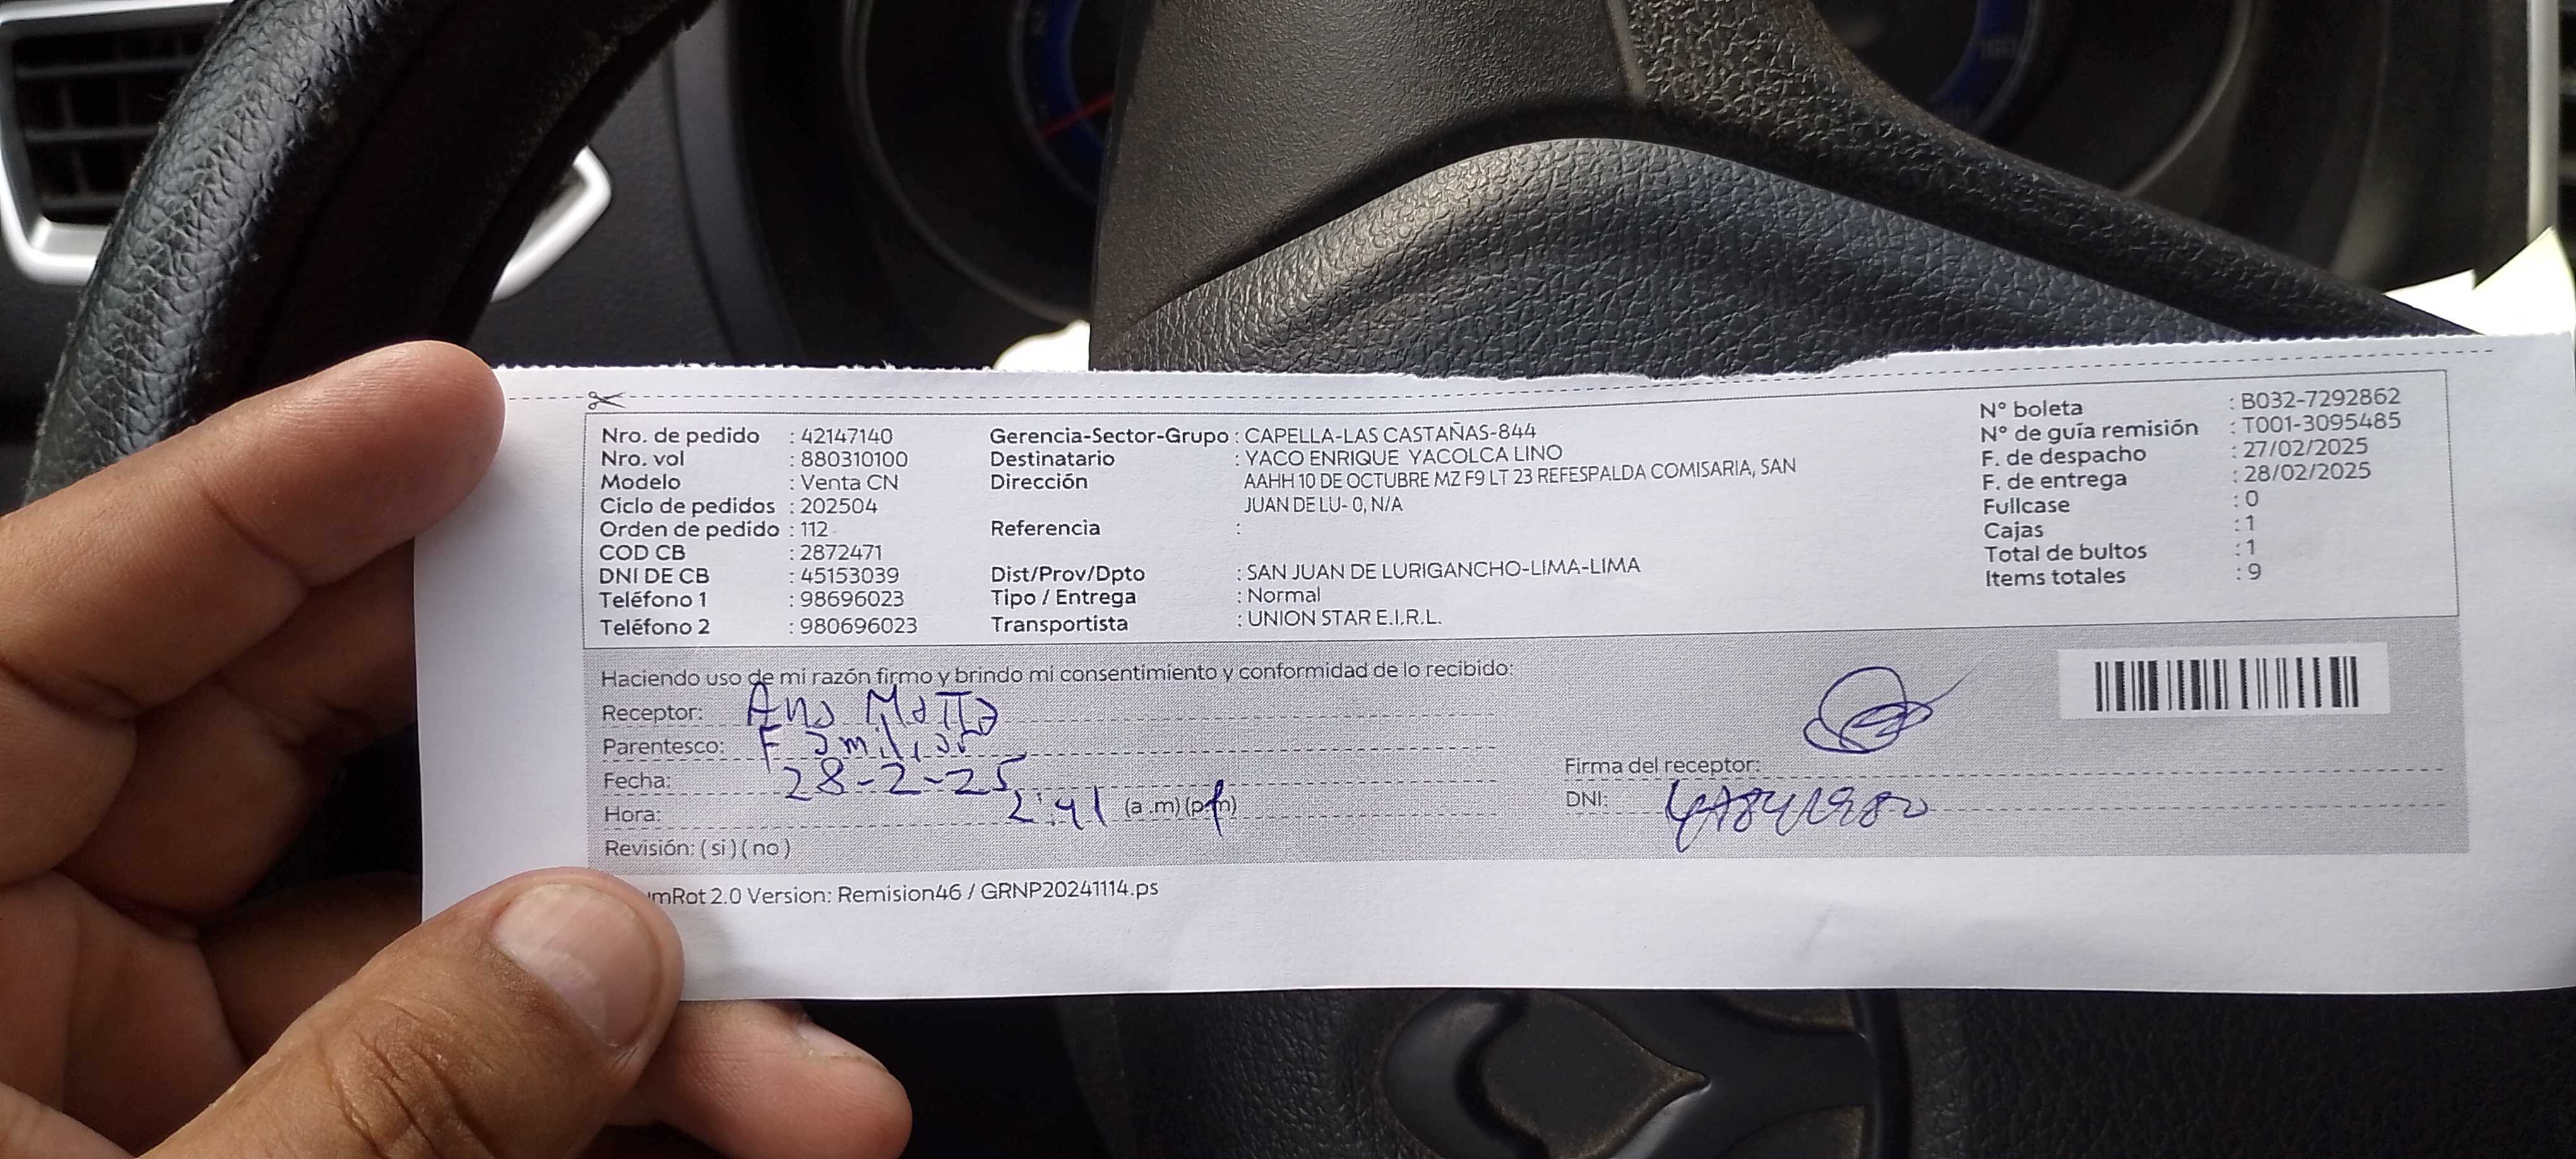 Nro. de pedido : 42147140
Nro. vol : 880310100
Modelo : Venta CN
Ciclo de pedidos : 202504
Orden de pedido : 112
COD CB : 2872471
DNI DE CB : 45153039
Teléfono 1 : 98696023
Teléfono 2 : 980696023
Gerencia-Sector-Grupo : CAPELLA-LAS CASTAÑAS-844
Destinatario : YACO ENRIQUE YACOLCA LINO
Dirección AAHH 10 DE OCTUBRE MZ F9 LT 23 REFESPALDA COMISARIA, SAN
JUAN DE LU- 0, N/A
Referencia :
Dist/Prov/Dpto : SAN JUAN DE LURIGANCHO-LIMA-LIMA
Tipo / Entrega : Normal
Transportista : UNION STAR E.I.R.L.
N° boleta : B032-7292862
N° de guía remisión : T001-3095485
F. de despacho : 27/02/2025
F. de entrega : 28/02/2025
Fullcase : 0
Cajas : 1
Total de bultos : 1
Items totales : 9
Haciendo uso de mi razón firmo y brindo mi consentimiento y conformidad de lo recibido:
Receptor: Ana
Parentesco: Familiar
Fecha: 28-2-25
Hora: 2:41 (a .m) (p.m)
Revisión: ( si ) ( no )
Firma del receptor:
DNI:
mRot 2.0 Version: Remision46 / GRNP20241114.ps